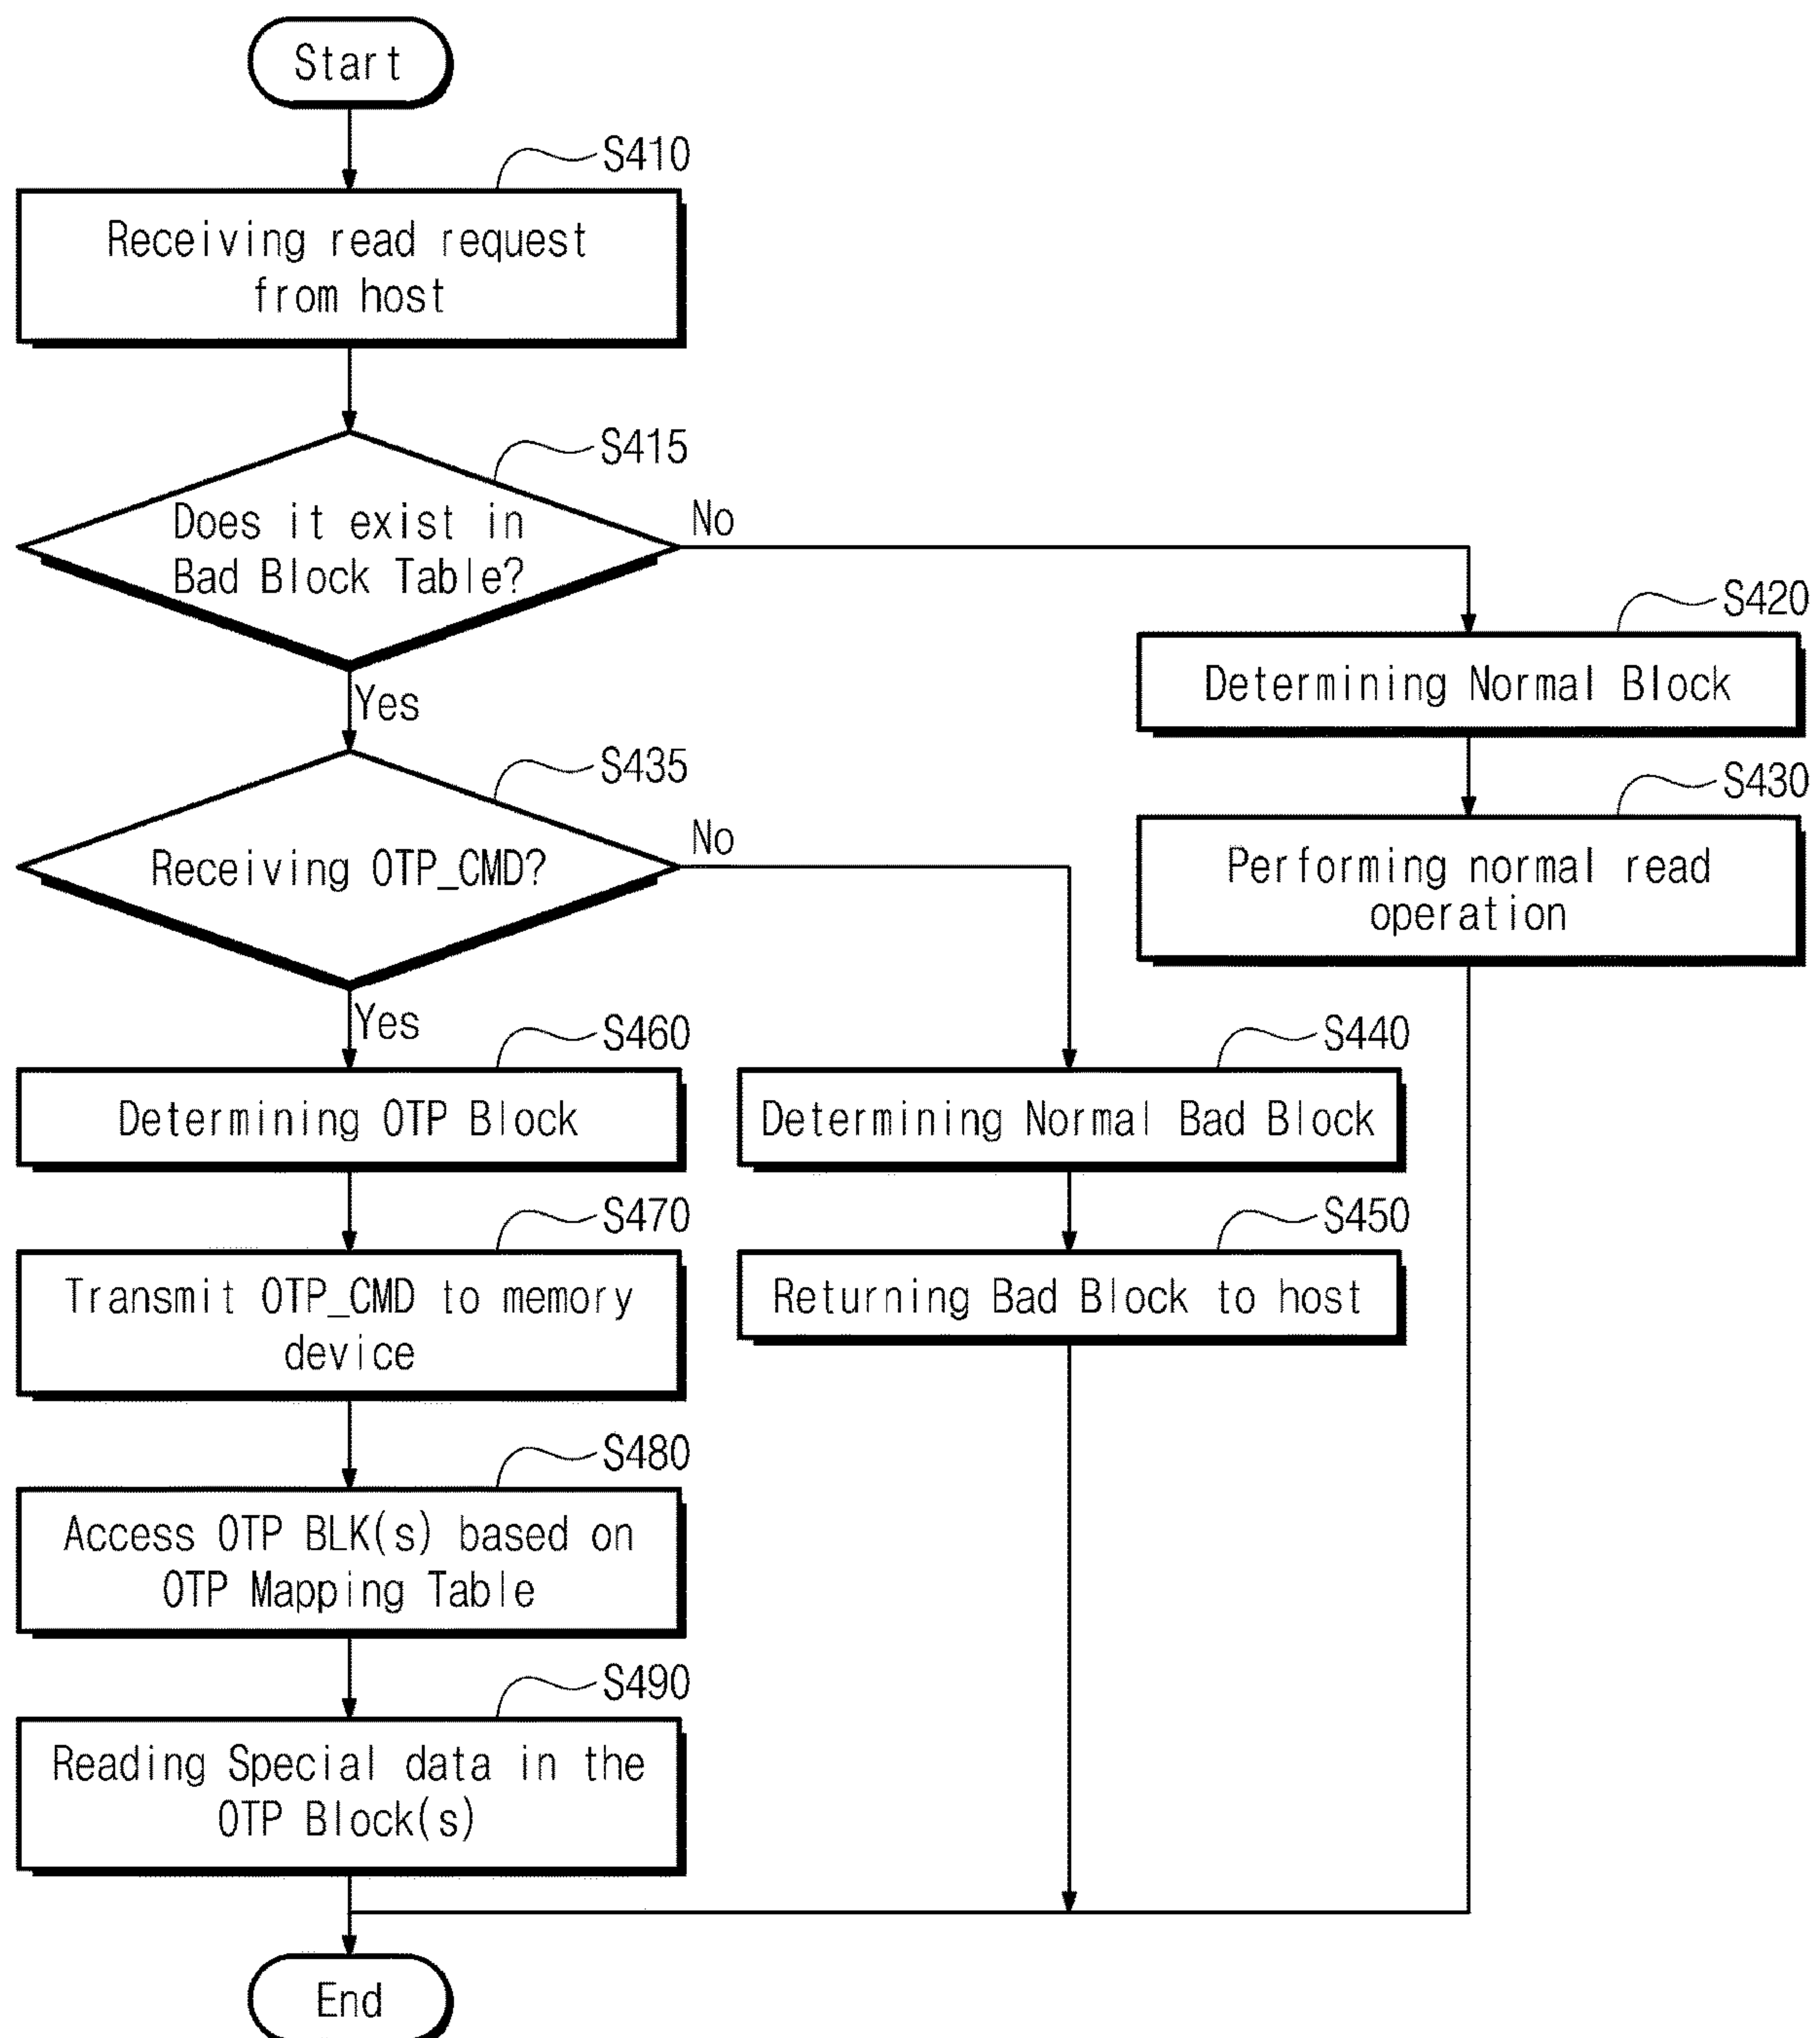 Start
S410
Receiving read request
from host
S415
Does it exist in
Bad Block Table?
No
Yes
S420
Determining Normal Block
S430
Performing normal read
operation
S435
Receiving OTP_CMD?
No
Yes
S460
Determining OTP Block
S440
Determining Normal Bad Block
S470
Transmit OTP_CMD to memory
device
S450
Returning Bad Block to host
S480
Access OTP BLK(s) based on
OTP Mapping Table
S490
Reading Special data in the
OTP Block(s)
End